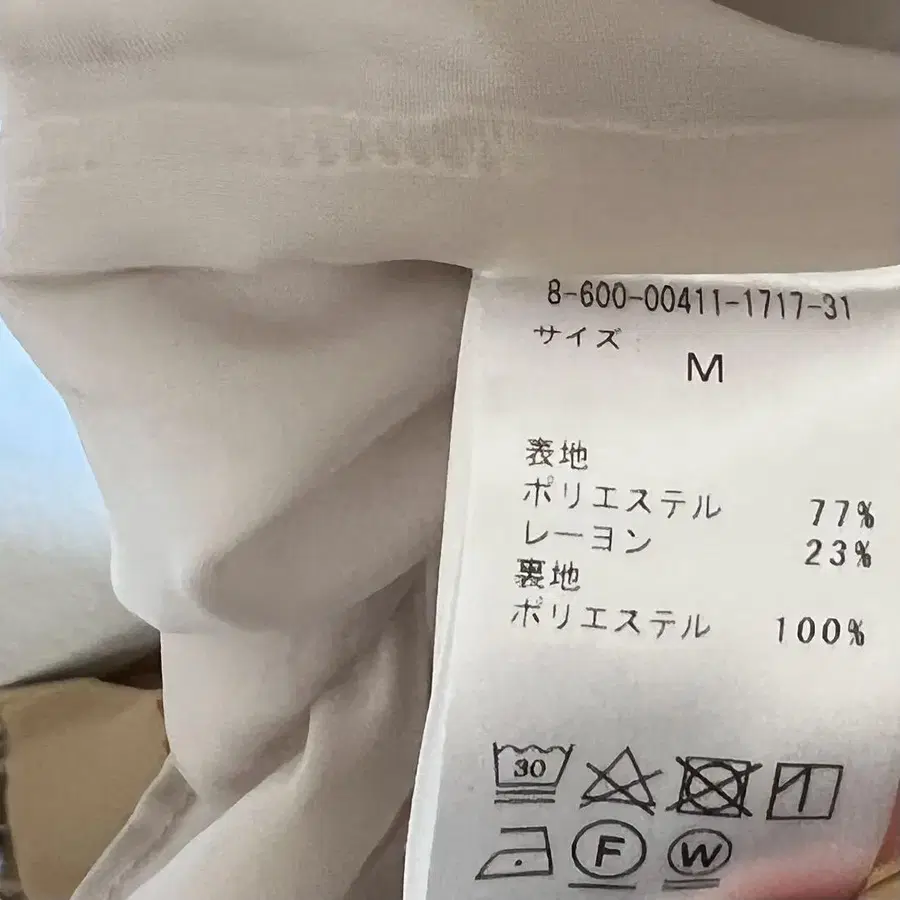 8-600-00411-1717-31
サイズ
M
表地
ポリエステル 77%
レーヨン 23%
裏地
ポリエステル 100%
30
F W